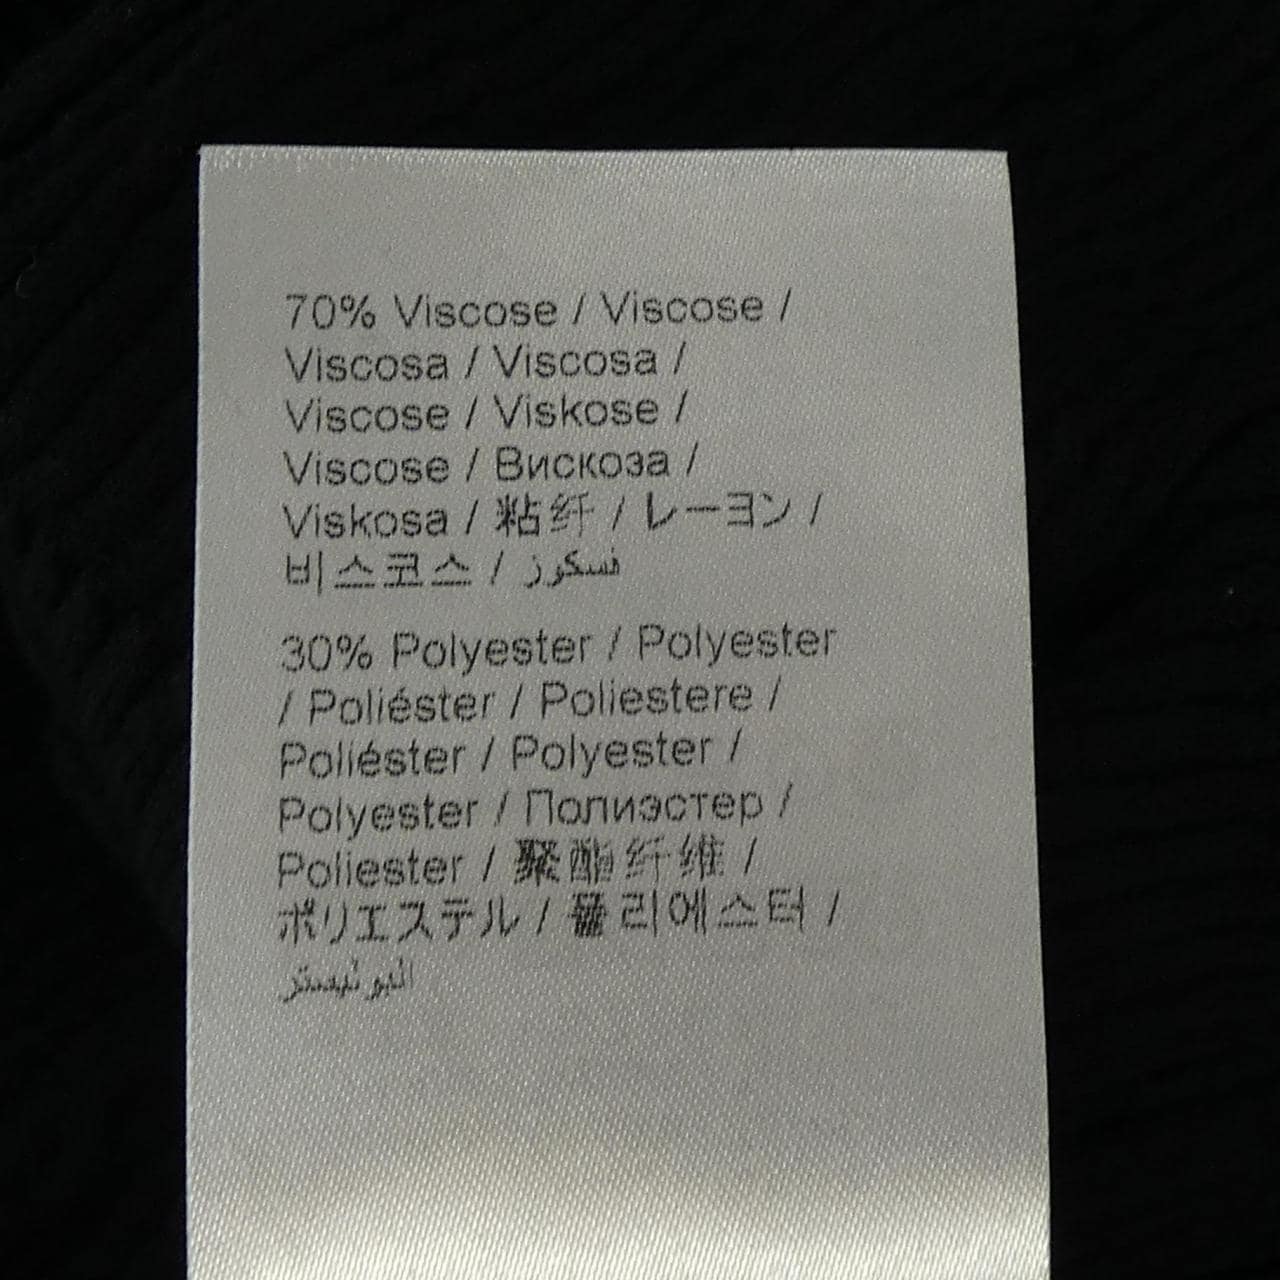 70% Viscose / Viscose /
Viscosa / Viscosa /
Viscose / Viskose /
Viscose / Вискоза /
Viskosa / 粘纤 / レーヨン /
비스코스 / فسكوز
30% Polyester / Polyester
/ Poliéster / Poliestere /
Poliéster / Polyester /
Polyester / Полиэстер /
Poliester / 聚酯纤维 /
ポリエステル / 폴리에스터 /
البوليستر